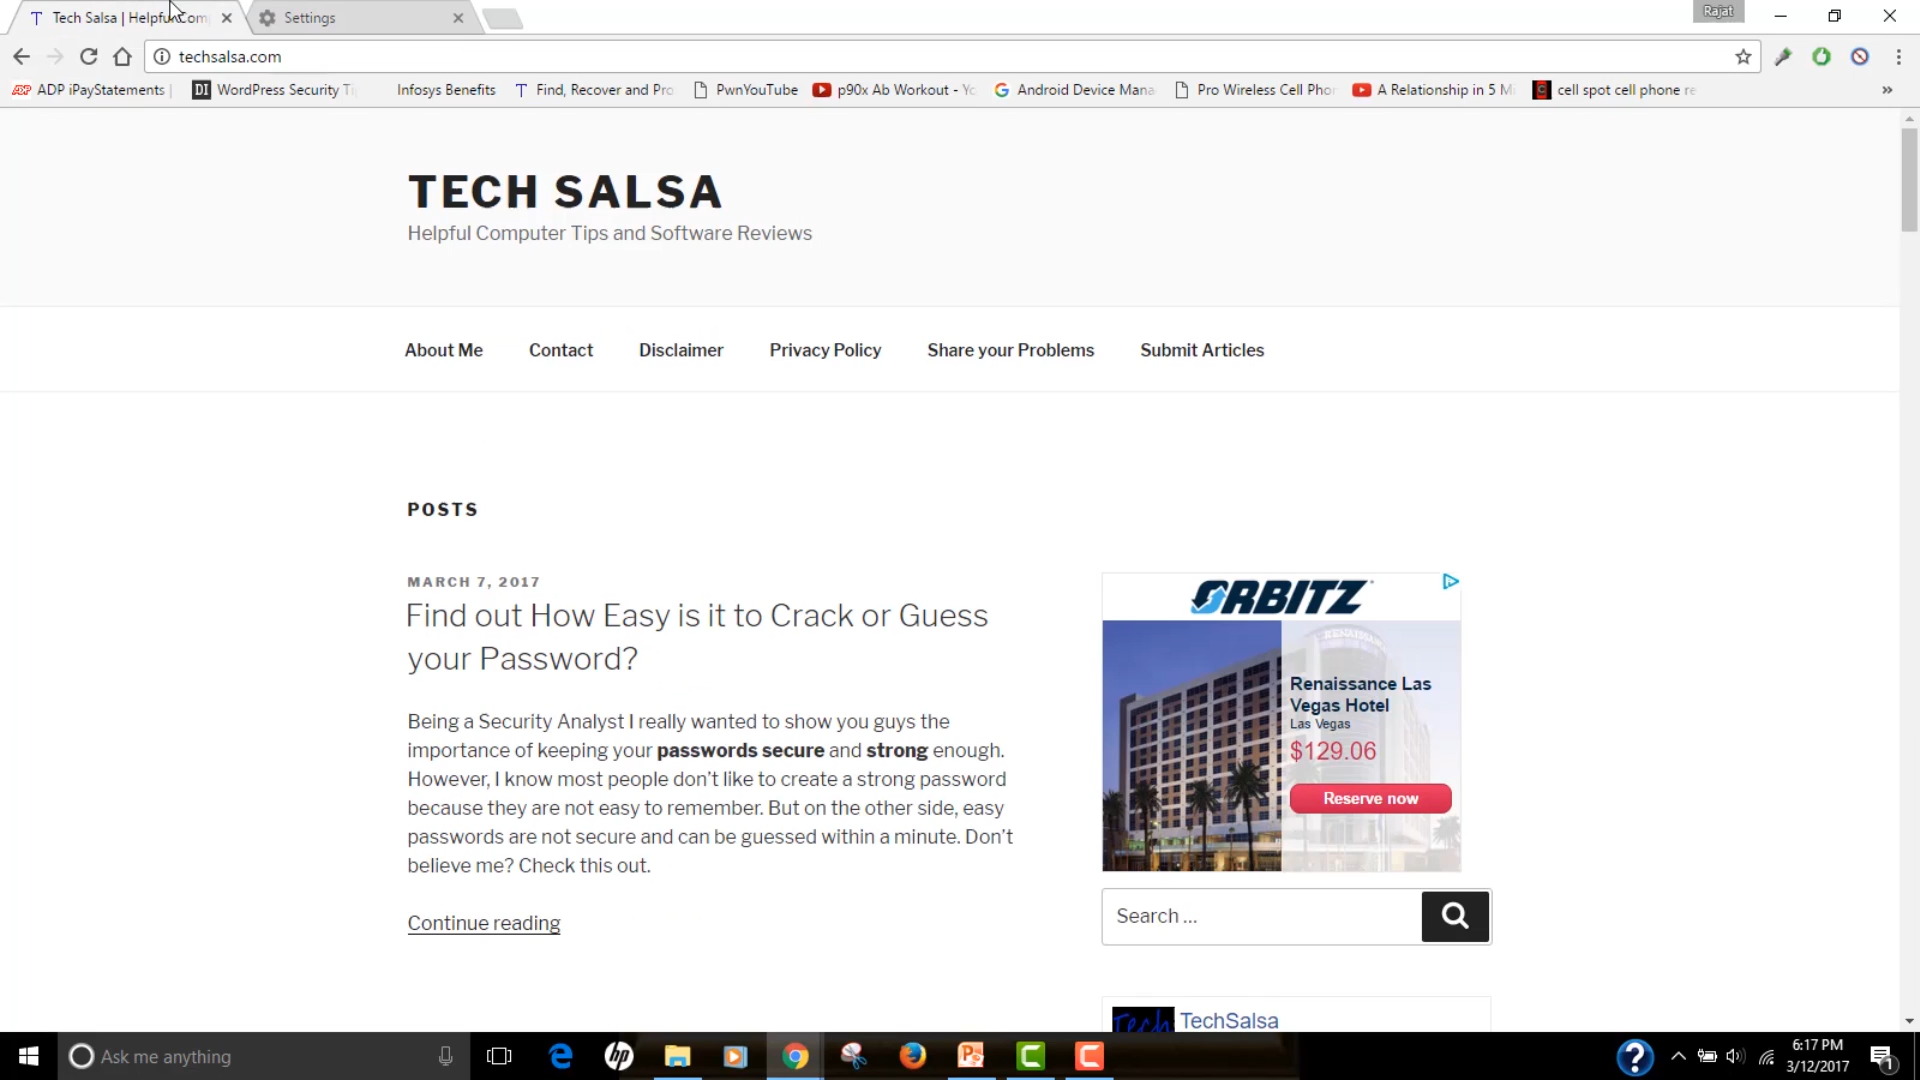 Tech Salsa | Helpful Com
Settings
Rajat
techsalsa.com
ADP iPayStatements
DI WordPress Security Ti
Infosys Benefits
T Find, Recover and Pro
PwnYouTube
p90x Ab Workout - Yo
Android Device Mana
Pro Wireless Cell Phon
A Relationship in 5 Mi
cell spot cell phone re
»
TECH SALSA
Helpful Computer Tips and Software Reviews
About Me
Contact
Disclaimer
Privacy Policy
Share your Problems
Submit Articles
POSTS
MARCH 7, 2017
Find out How Easy is it to Crack or Guess
your Password?
Being a Security Analyst I really wanted to show you guys the
importance of keeping your passwords secure and strong enough.
However, I know most people don’t like to create a strong password
because they are not easy to remember. But on the other side, easy
passwords are not secure and can be guessed within a minute. Don’t
believe me? Check this out.
Continue reading
ORBITZ
RENAISSANCE
Renaissance Las
Vegas Hotel
Las Vegas
$129.06
Reserve now
Search ...
Tech
TechSalsa
Ask me anything
hp
6:17 PM
3/12/2017
1